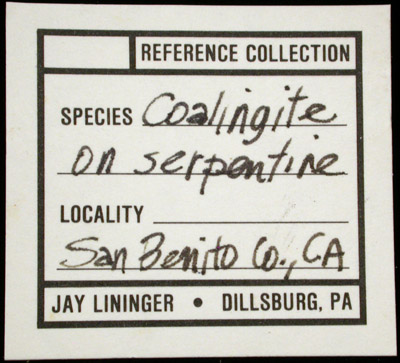 REFERENCE COLLECTION
SPECIES Coalingite
on serpentine
LOCALITY
San Benito Co., CA
JAY LININGER • DILLSBURG, PA